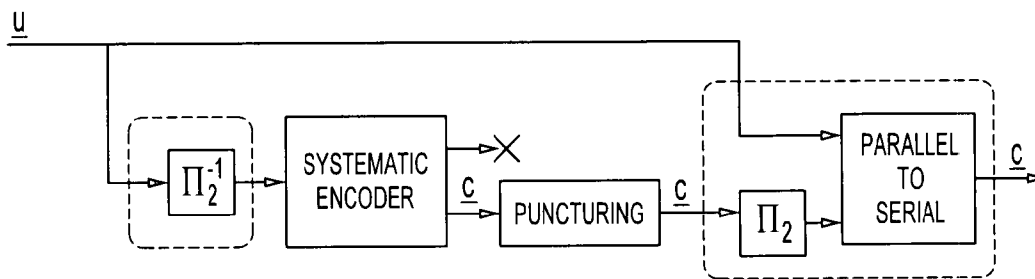 u
Π₂⁻¹
SYSTEMATIC
ENCODER
c
PUNCTURING
c
Π₂
PARALLEL
TO
SERIAL
c